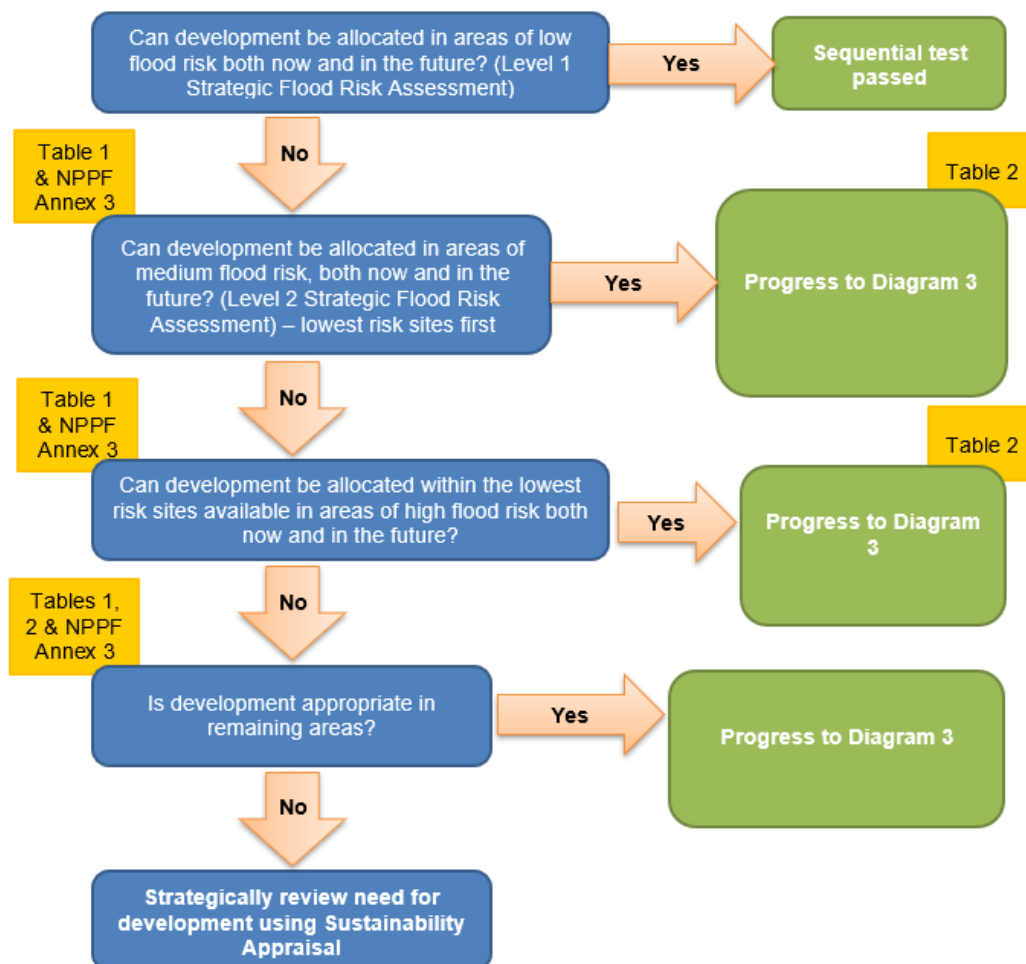 Can development be allocated in areas of low
flood risk both now and in the future? (Level 1
Strategic Flood Risk Assessment)
Yes
Sequential test
passed
No
Table 1
& NPPF
Annex 3
Table 2
Can development be allocated in areas of
medium flood risk, both now and in the
future? (Level 2 Strategic Flood Risk
Assessment) – lowest risk sites first
Yes
Progress to Diagram 3
No
Table 1
& NPPF
Annex 3
Table 2
Can development be allocated within the lowest
risk sites available in areas of high flood risk both
now and in the future?
Yes
Progress to Diagram
3
No
Tables 1,
2 & NPPF
Annex 3
Is development appropriate in
remaining areas?
Yes
Progress to Diagram 3
No
Strategically review need for
development using Sustainability
Appraisal